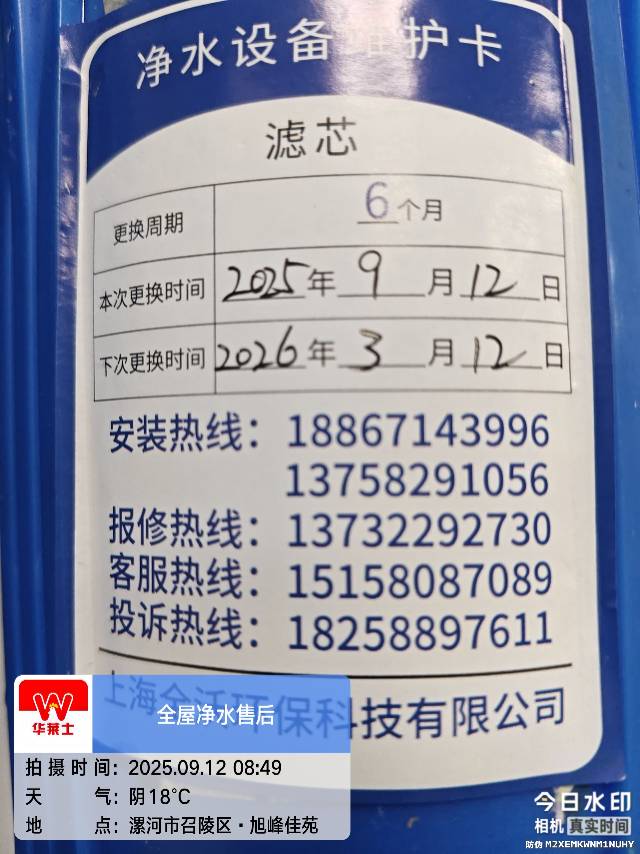 净水设备维护卡
滤芯
更换周期 6个月
本次更换时间 2025年9月12日
下次更换时间 2026年3月12日
安装热线：18867143996
13758291056
报修热线：13732292730
客服热线：15158087089
投诉热线：18258897611
上海全沃环保科技有限公司
华莱士
全屋净水售后
拍摄时间：2025.09.12 08:49
天气：阴18°C
地点：漯河市召陵区·旭峰佳苑
今日水印
相机 真实时间
防伪 M2XEMKWNM1NUHY